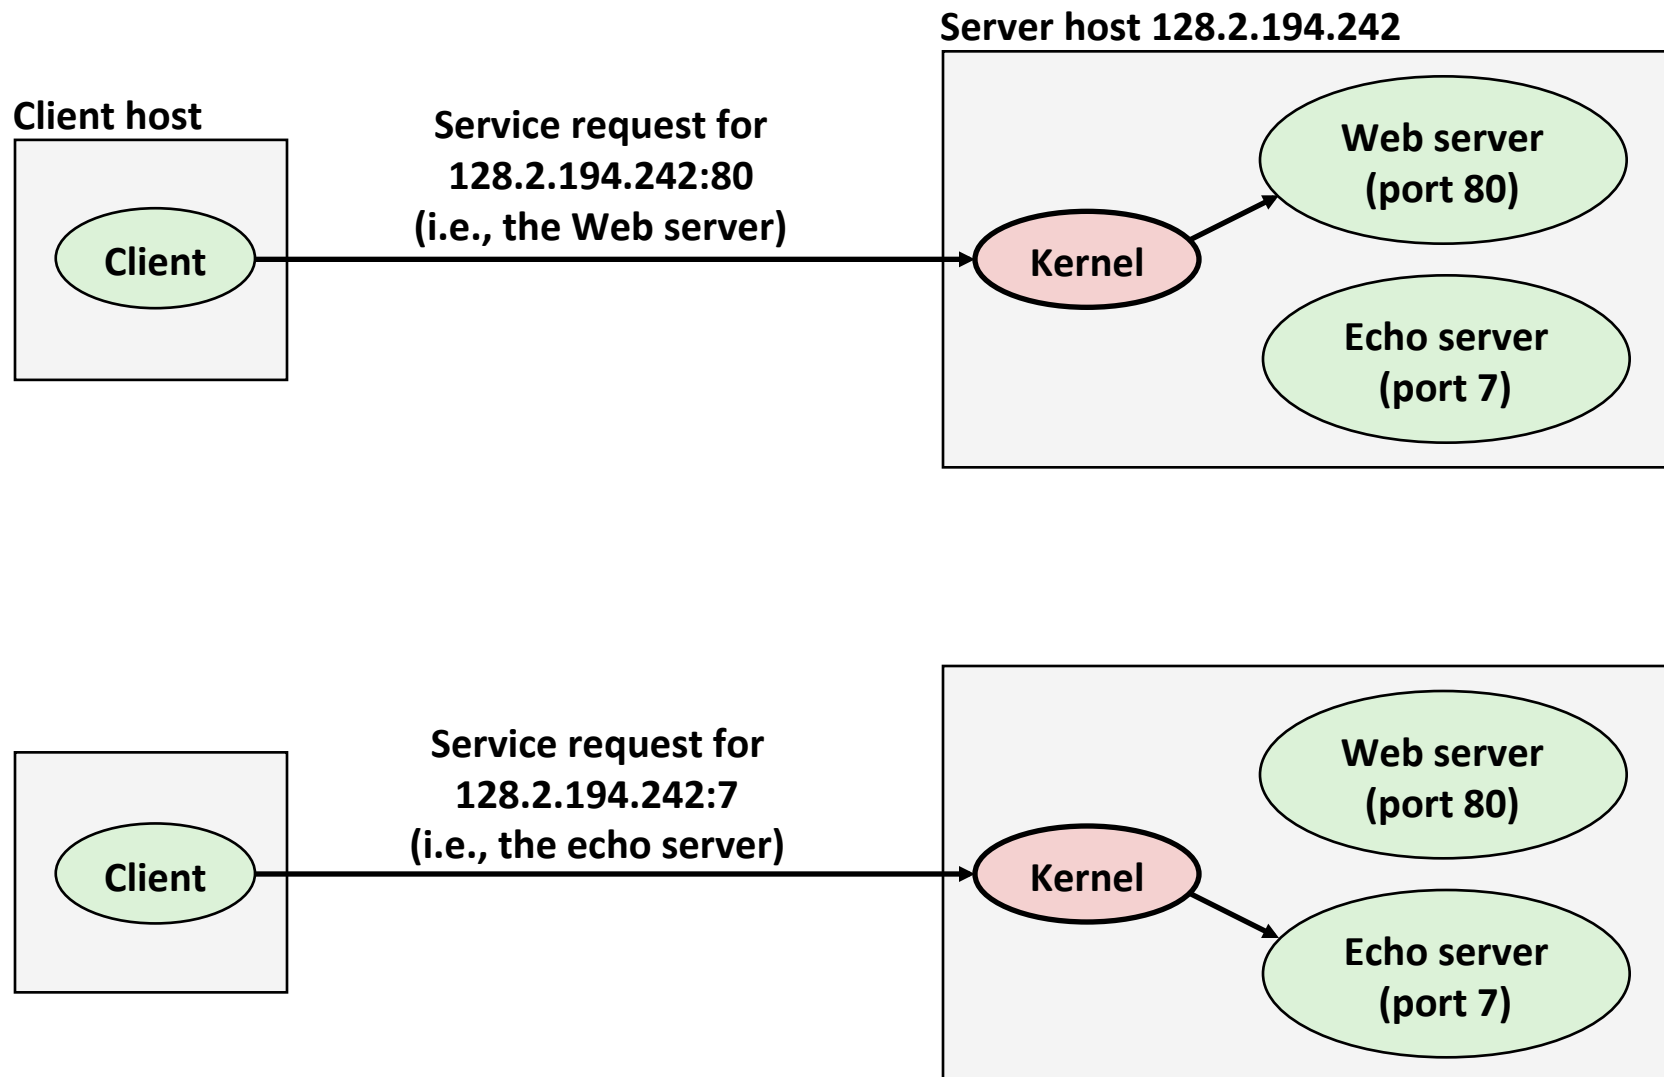 Server host 128.2.194.242
Client host
Service request for
128.2.194.242:80
(i.e., the Web server)
Client
Kernel
Web server
(port 80)
Echo server
(port 7)
Service request for
128.2.194.242:7
(i.e., the echo server)
Client
Kernel
Web server
(port 80)
Echo server
(port 7)